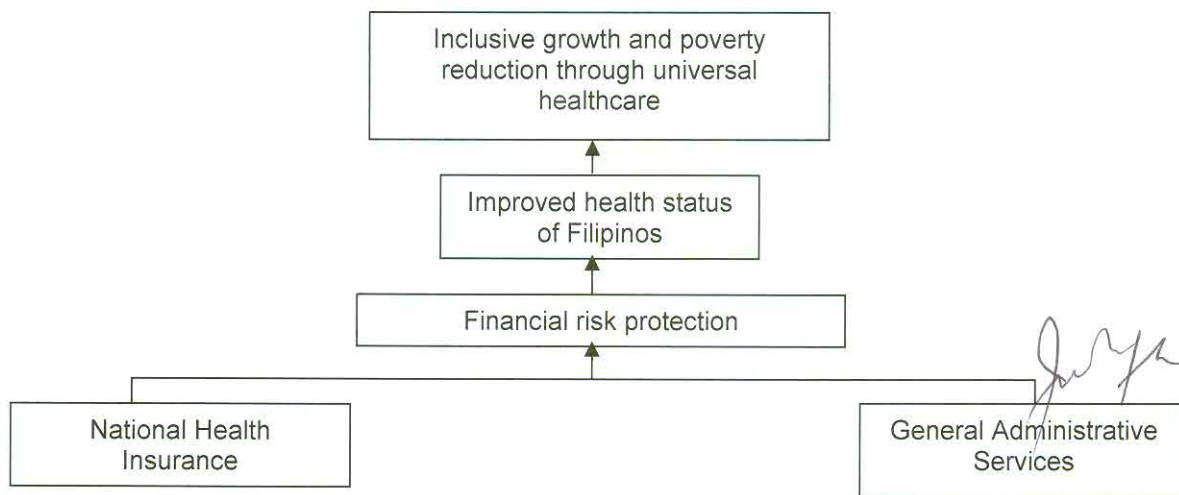 Inclusive growth and poverty
reduction through universal
healthcare
Improved health status
of Filipinos
Financial risk protection
National Health
Insurance
General Administrative
Services